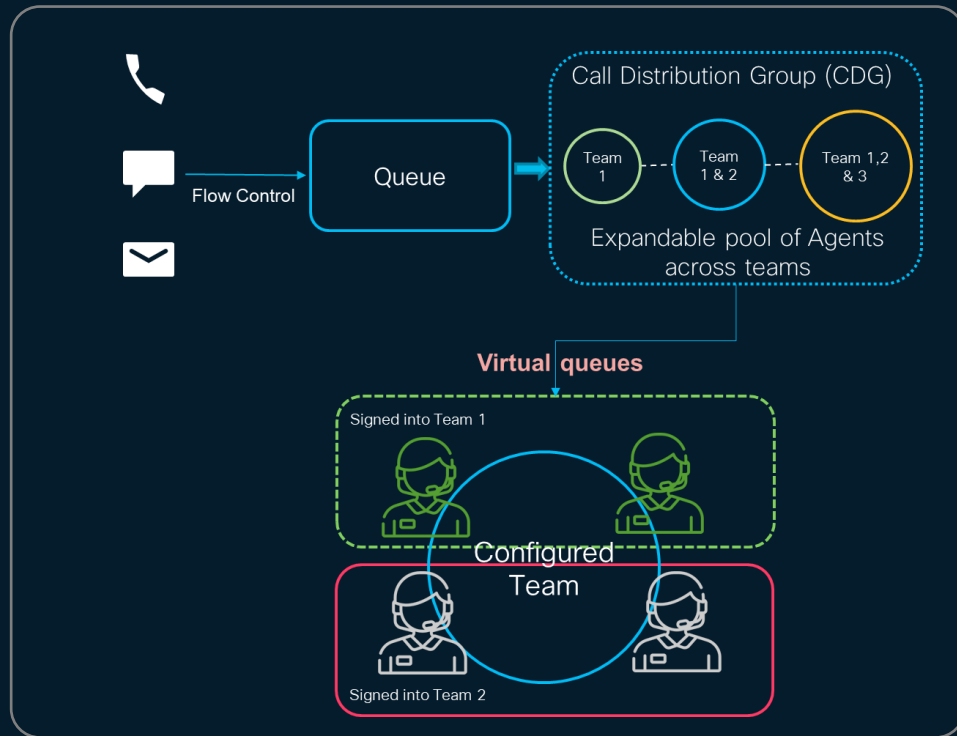 Call Distribution Group (CDG)
Flow Control
Queue
Team
1
Team
1 & 2
Team 1,2
& 3
Expandable pool of Agents
across teams
Virtual queues
Signed into Team 1
Configured
Team
Signed into Team 2